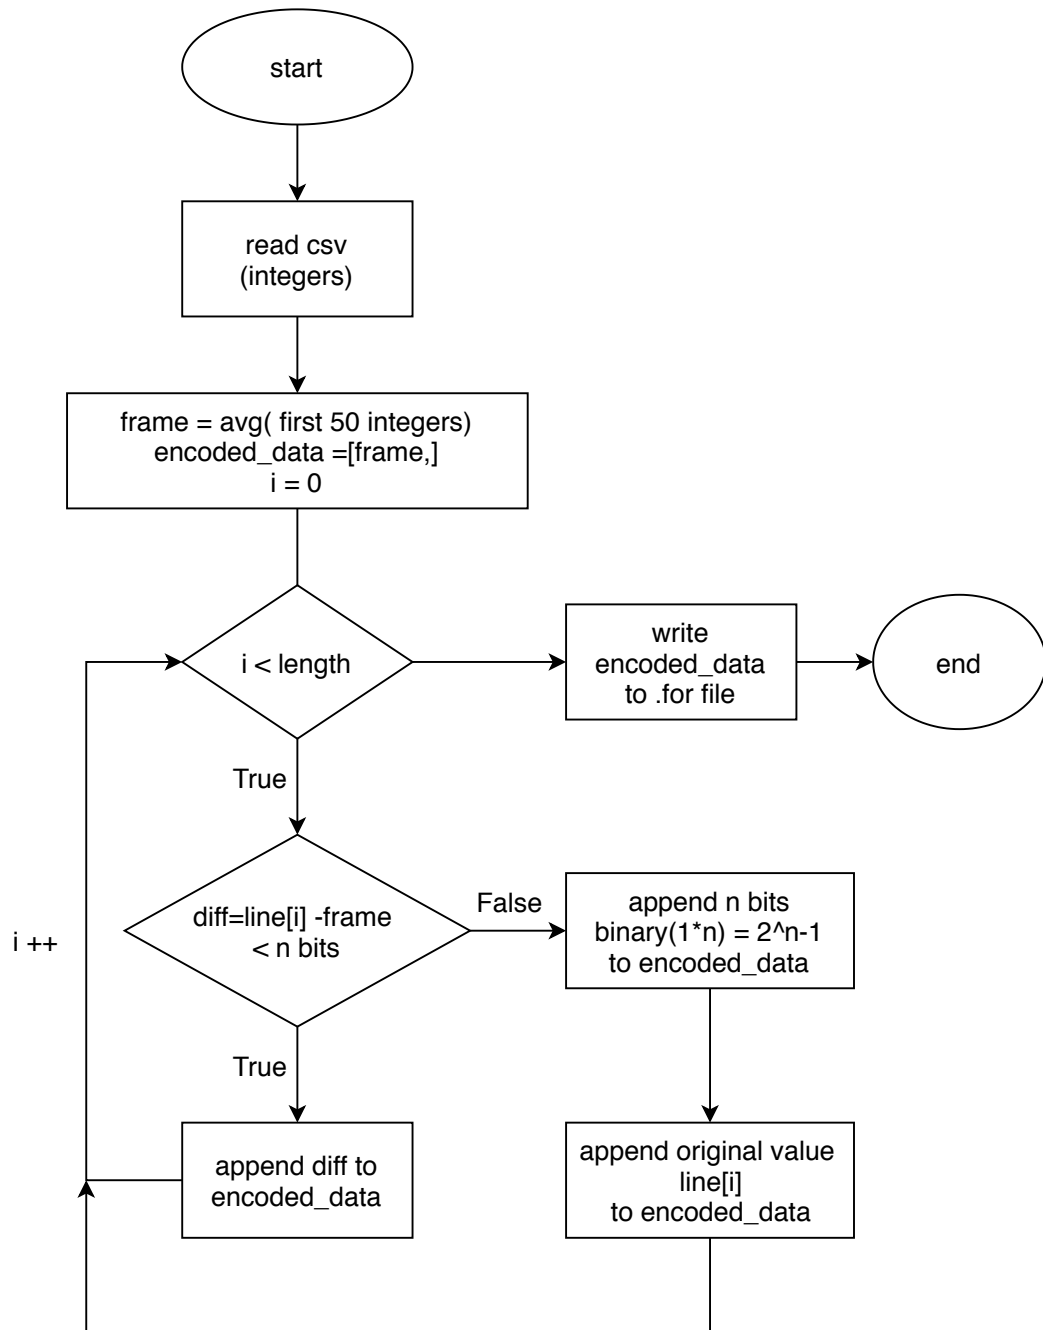 start
read csv
(integers)
frame = avg( first 50 integers)
encoded_data =[frame,]
i = 0
i < length
write
encoded_data
to .for file
end
True
diff=line[i] -frame
< n bits
False
append n bits
binary(1*n) = 2^n-1
to encoded_data
i ++
True
append diff to
encoded_data
append original value
line[i]
to encoded_data